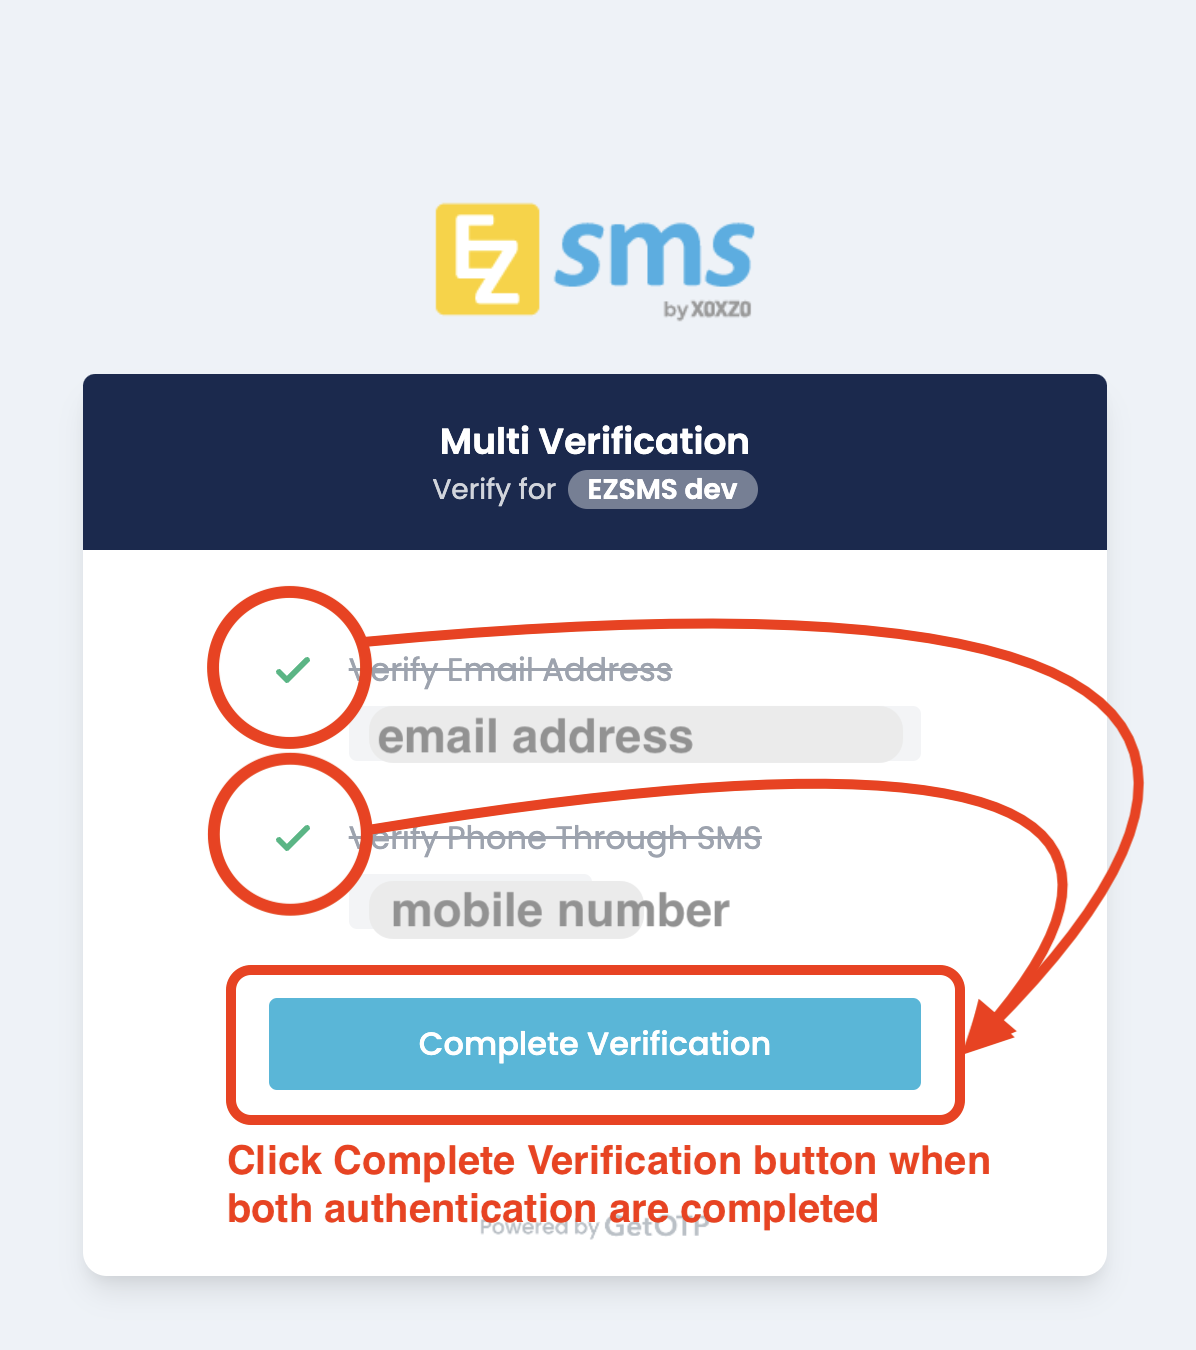 EZ sms
by XOXZO
Multi Verification
Verify for EZSMS dev
Verify Email Address
email address
Verify Phone Through SMS
mobile number
Complete Verification
Click Complete Verification button when
both authentication are completed
Powered by GetOTP